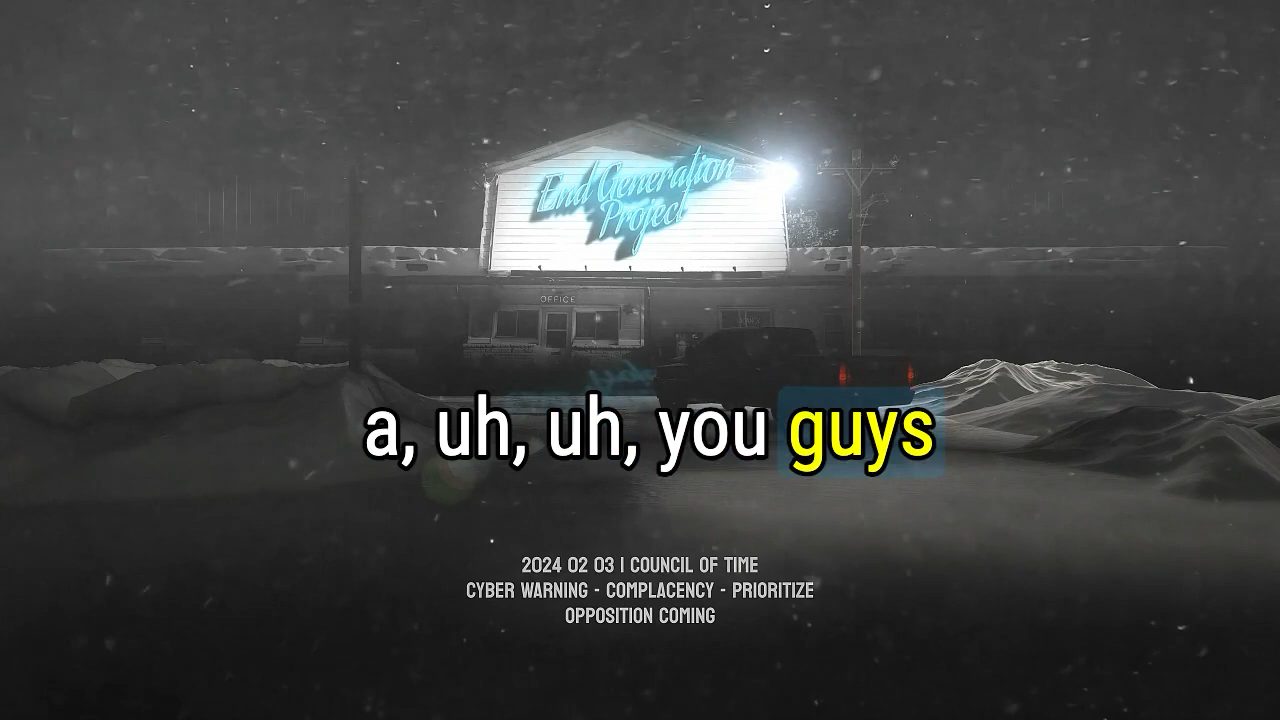 End Generation
Project
OFFICE
a, uh, uh, you guys
2024 02 03 | COUNCIL OF TIME
CYBER WARNING - COMPLACENCY - PRIORITIZE
OPPOSITION COMING